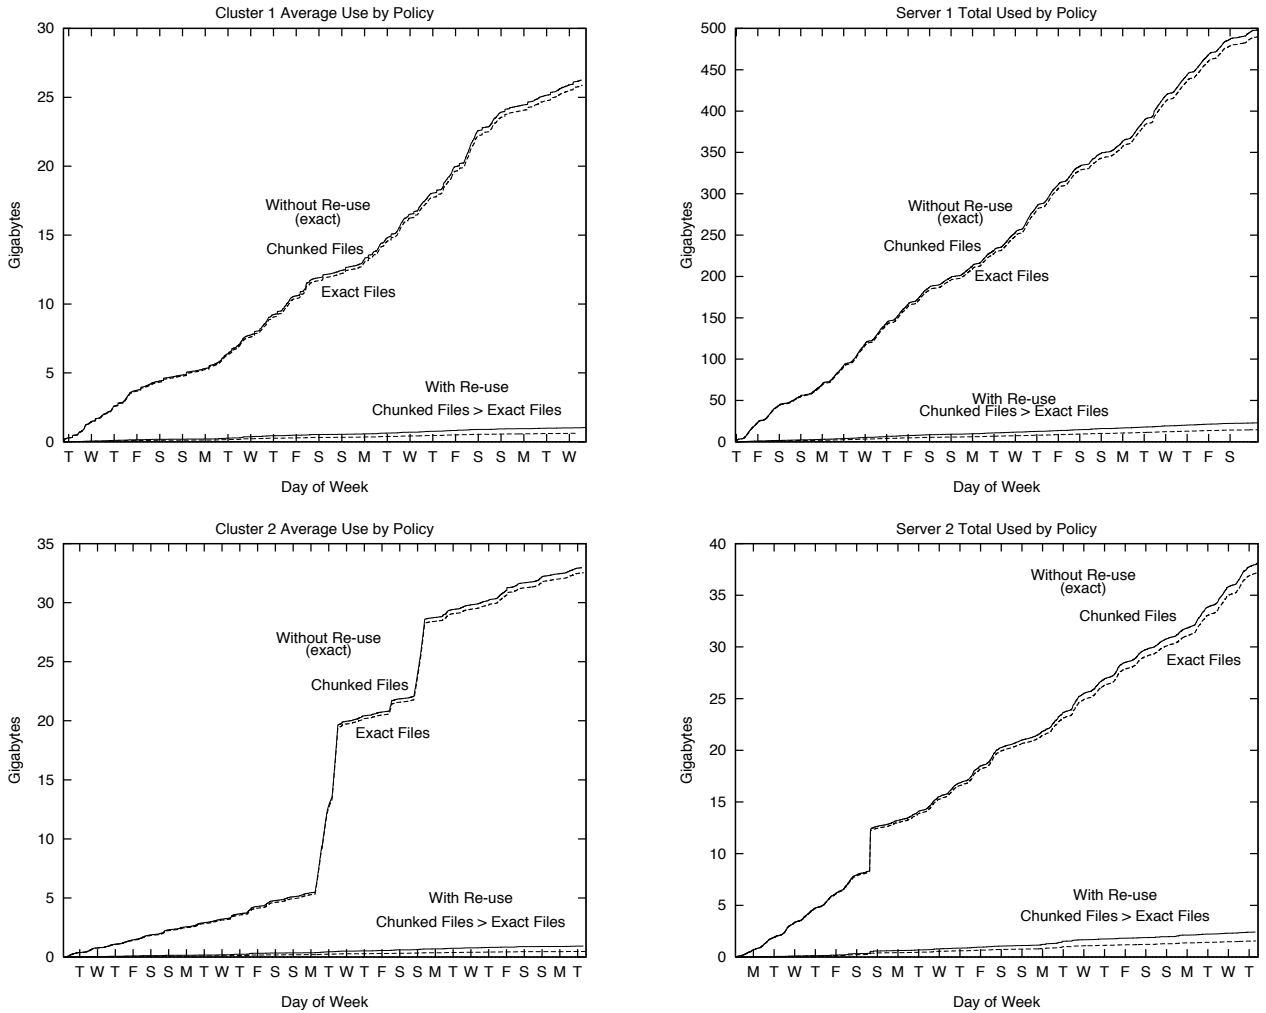 Cluster 1 Average Use by Policy
30
25
20
15
10
5
0
Gigabytes
Without Re-use
(exact)
Chunked Files
Exact Files
With Re-use
Chunked Files > Exact Files
T W T F S S M T W T F S S M T W T F S S M T W
Day of Week
Server 1 Total Used by Policy
500
450
400
350
300
250
200
150
100
50
0
Gigabytes
Without Re-use
(exact)
Chunked Files
Exact Files
With Re-use
Chunked Files > Exact Files
T F S S M T W T F S S M T W T F S S M T W T F S
Day of Week
Cluster 2 Average Use by Policy
35
30
25
20
15
10
5
0
Gigabytes
Without Re-use
(exact)
Chunked Files
Exact Files
With Re-use
Chunked Files > Exact Files
T W T F S S M T W T F S S M T W T F S S M T W T F S S M T
Day of Week
Server 2 Total Used by Policy
40
35
30
25
20
15
10
5
0
Gigabytes
Without Re-use
(exact)
Chunked Files
Exact Files
With Re-use
Chunked Files > Exact Files
M T W T F S S M T W T F S S M T W T F S S M T W T
Day of Week